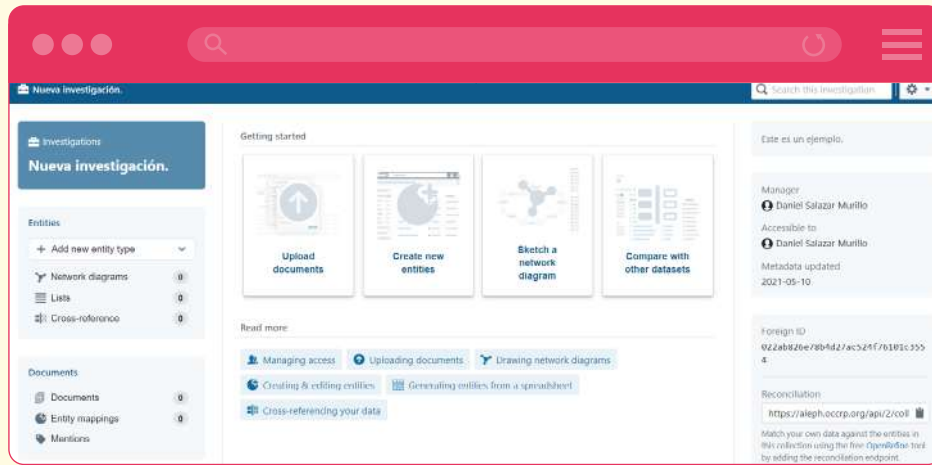 Nueva investigación.
Search this investigation
Investigations
Nueva investigación.
Entities
+ Add new entity type
Network diagrams 0
Lists 0
Cross-reference 0
Documents
Documents 0
Entity mappings 0
Mentions
Getting started
Upload documents
Create new entities
Sketch a network diagram
Compare with other datasets
Read more
Managing access
Uploading documents
Drawing network diagrams
Creating & editing entities
Generating entities from a spreadsheet
Cross-referencing your data
Este es un ejemplo.
Manager
Daniel Salazar Murillo
Accessible to
Daniel Salazar Murillo
Metadata updated
2021-05-10
Foreign ID
Reconciliation
https://aleph.occrp.org/api/2/coll
Match your own data against the entities in
this collection using the free OpenRefine tool
by adding the reconciliation endpoint.